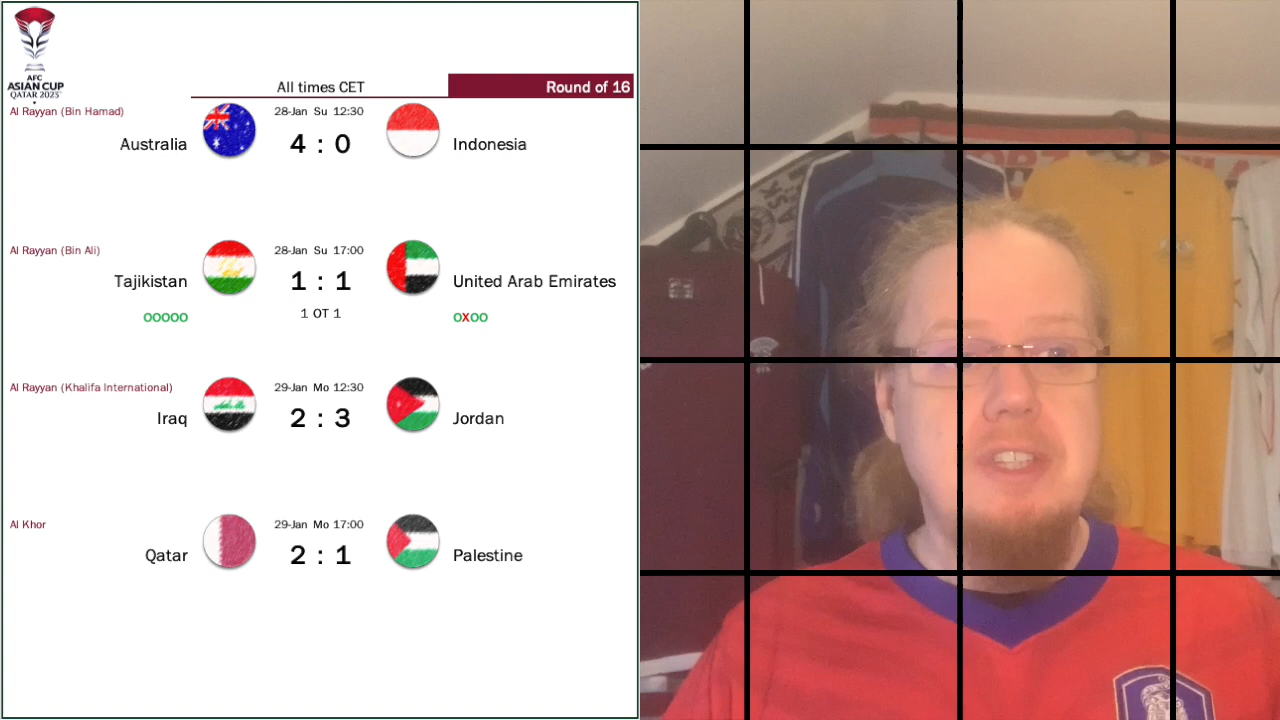 AFC
ASIAN CUP
QATAR 2023
All times CET
Round of 16
Al Rayyan (Bin Hamad)
28-Jan Su 12:30
Australia 4 : 0 Indonesia
Al Rayyan (Bin Ali)
28-Jan Su 17:00
Tajikistan 1 : 1 United Arab Emirates
ooooo 1 OT 1 oxoo
Al Rayyan (Khalifa International)
29-Jan Mo 12:30
Iraq 2 : 3 Jordan
Al Khor
29-Jan Mo 17:00
Qatar 2 : 1 Palestine